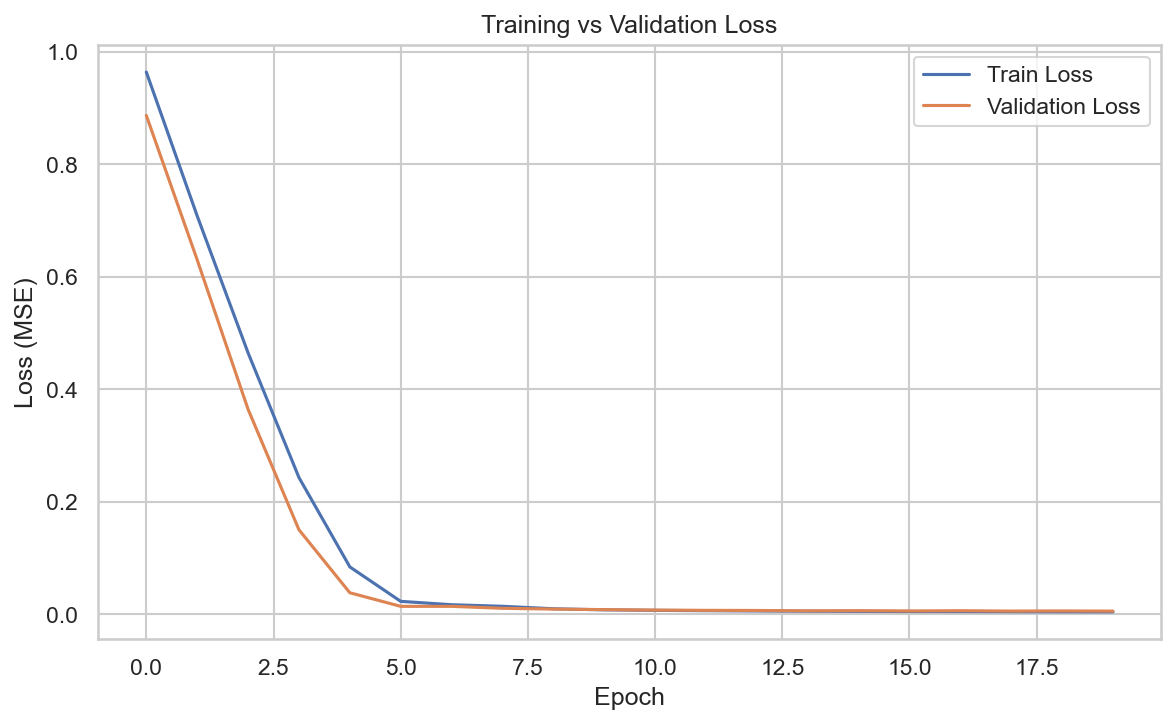 Training vs Validation Loss
1.0
0.8
0.6
0.4
0.2
0.0
Loss (MSE)
Train Loss
Validation Loss
0.0 2.5 5.0 7.5 10.0 12.5 15.0 17.5
Epoch